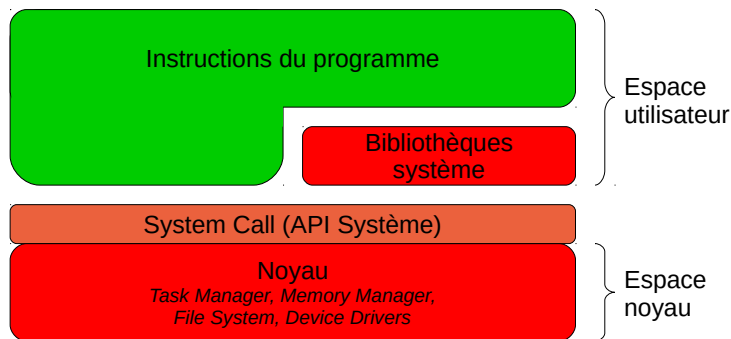 Instructions du programme
Espace
utilisateur
Bibliothèques
système
System Call (API Système)
Noyau
Task Manager, Memory Manager,
File System, Device Drivers
Espace
noyau